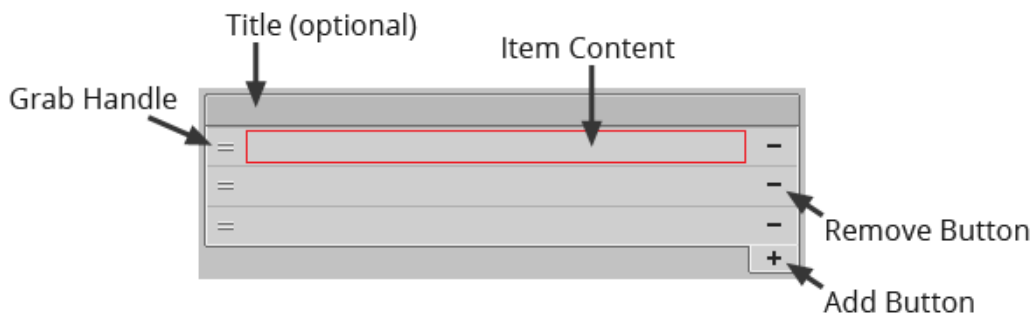 Title (optional)
Item Content
Grab Handle
Remove Button
Add Button